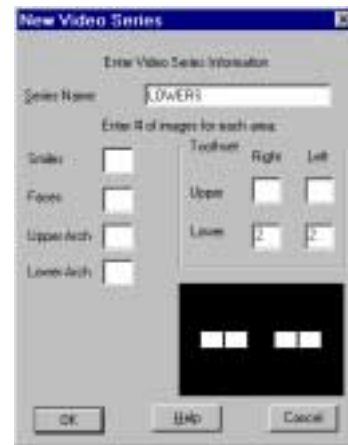 New Video Series
Enter Video Series Information
Series Name
LOWERS
Enter # of images for each area:
Smiles
Faces
Upper Arch
Lower Arch
Toothset
Right Left
Upper
Lower 2 2
OK Help Cancel